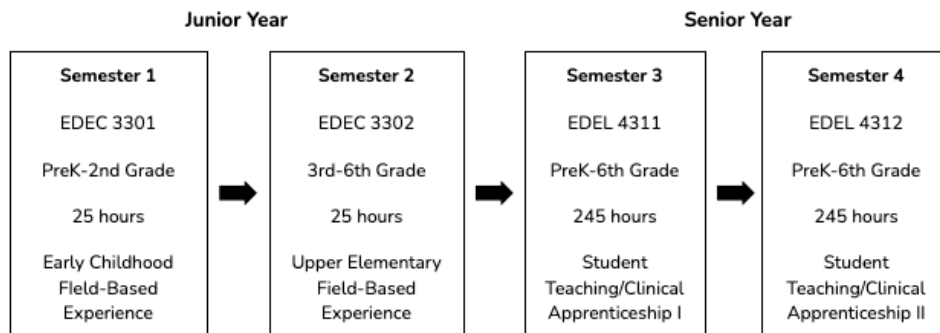 Junior Year
Senior Year
Semester 1
EDEC 3301
PreK-2nd Grade
25 hours
Early Childhood
FIeld-Based
Experience
Semester 2
EDEC 3302
3rd-6th Grade
25 hours
Upper Elementary
Field-Based
Experience
Semester 3
EDEL 4311
PreK-6th Grade
245 hours
Student
Teaching/Clinical
Apprenticeship I
Semester 4
EDEL 4312
PreK-6th Grade
245 hours
Student
Teaching/Clinical
Apprenticeship II